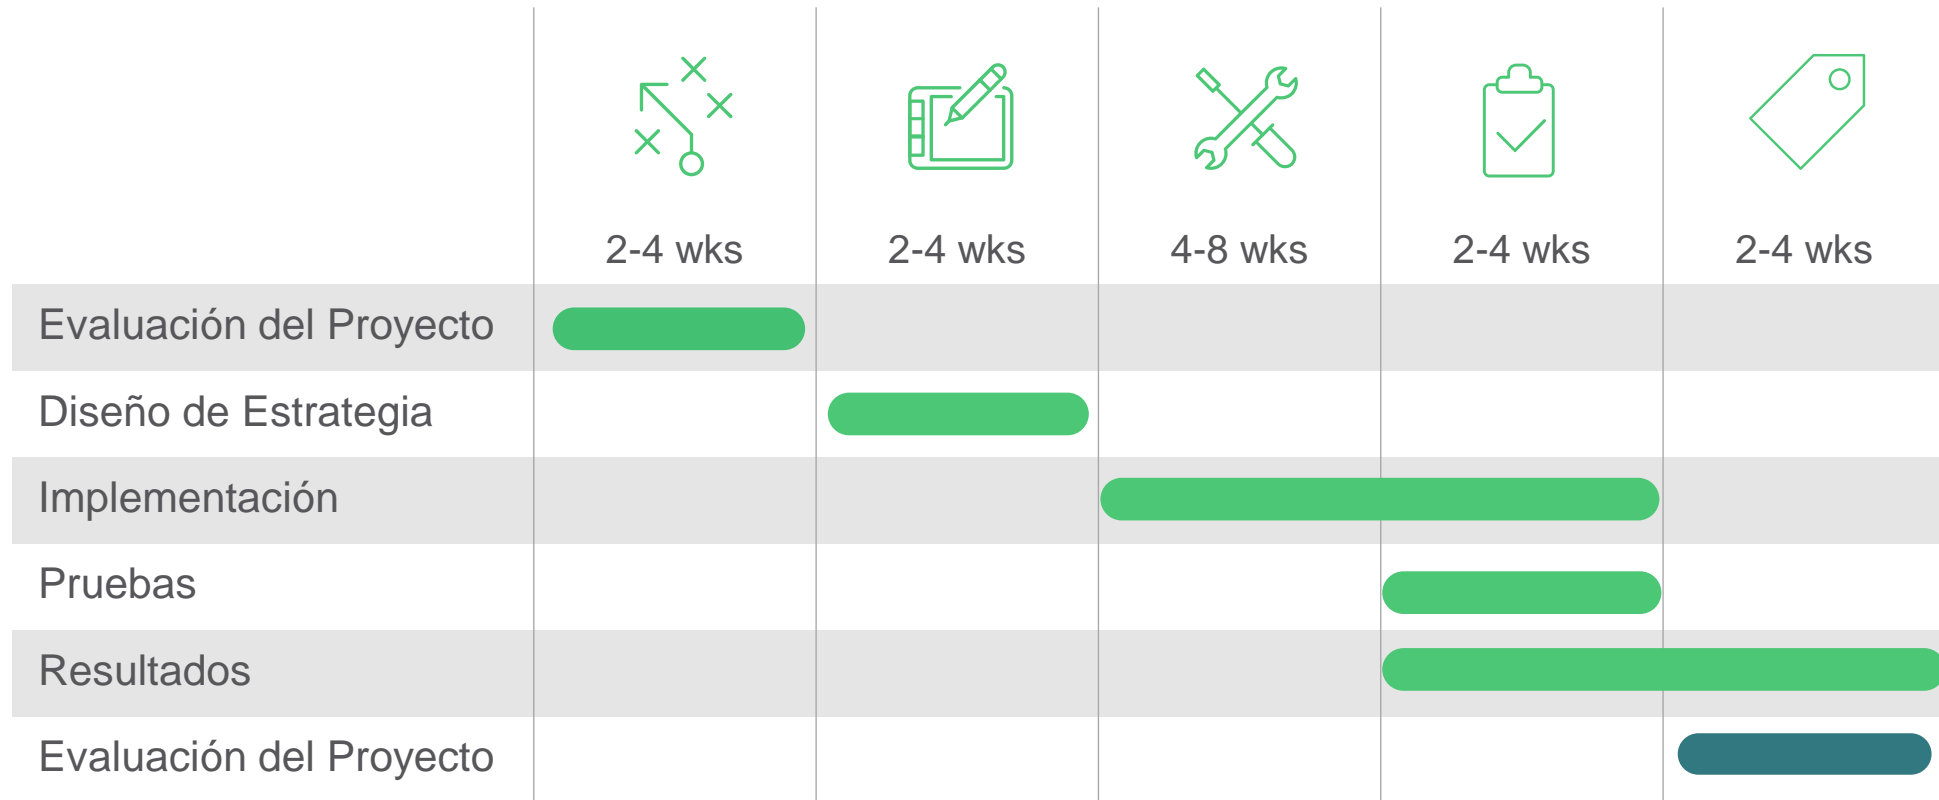 2-4 wks 2-4 wks 4-8 wks 2-4 wks 2-4 wks
Evaluación del Proyecto
Diseño de Estrategia
Implementación
Pruebas
Resultados
Evaluación del Proyecto